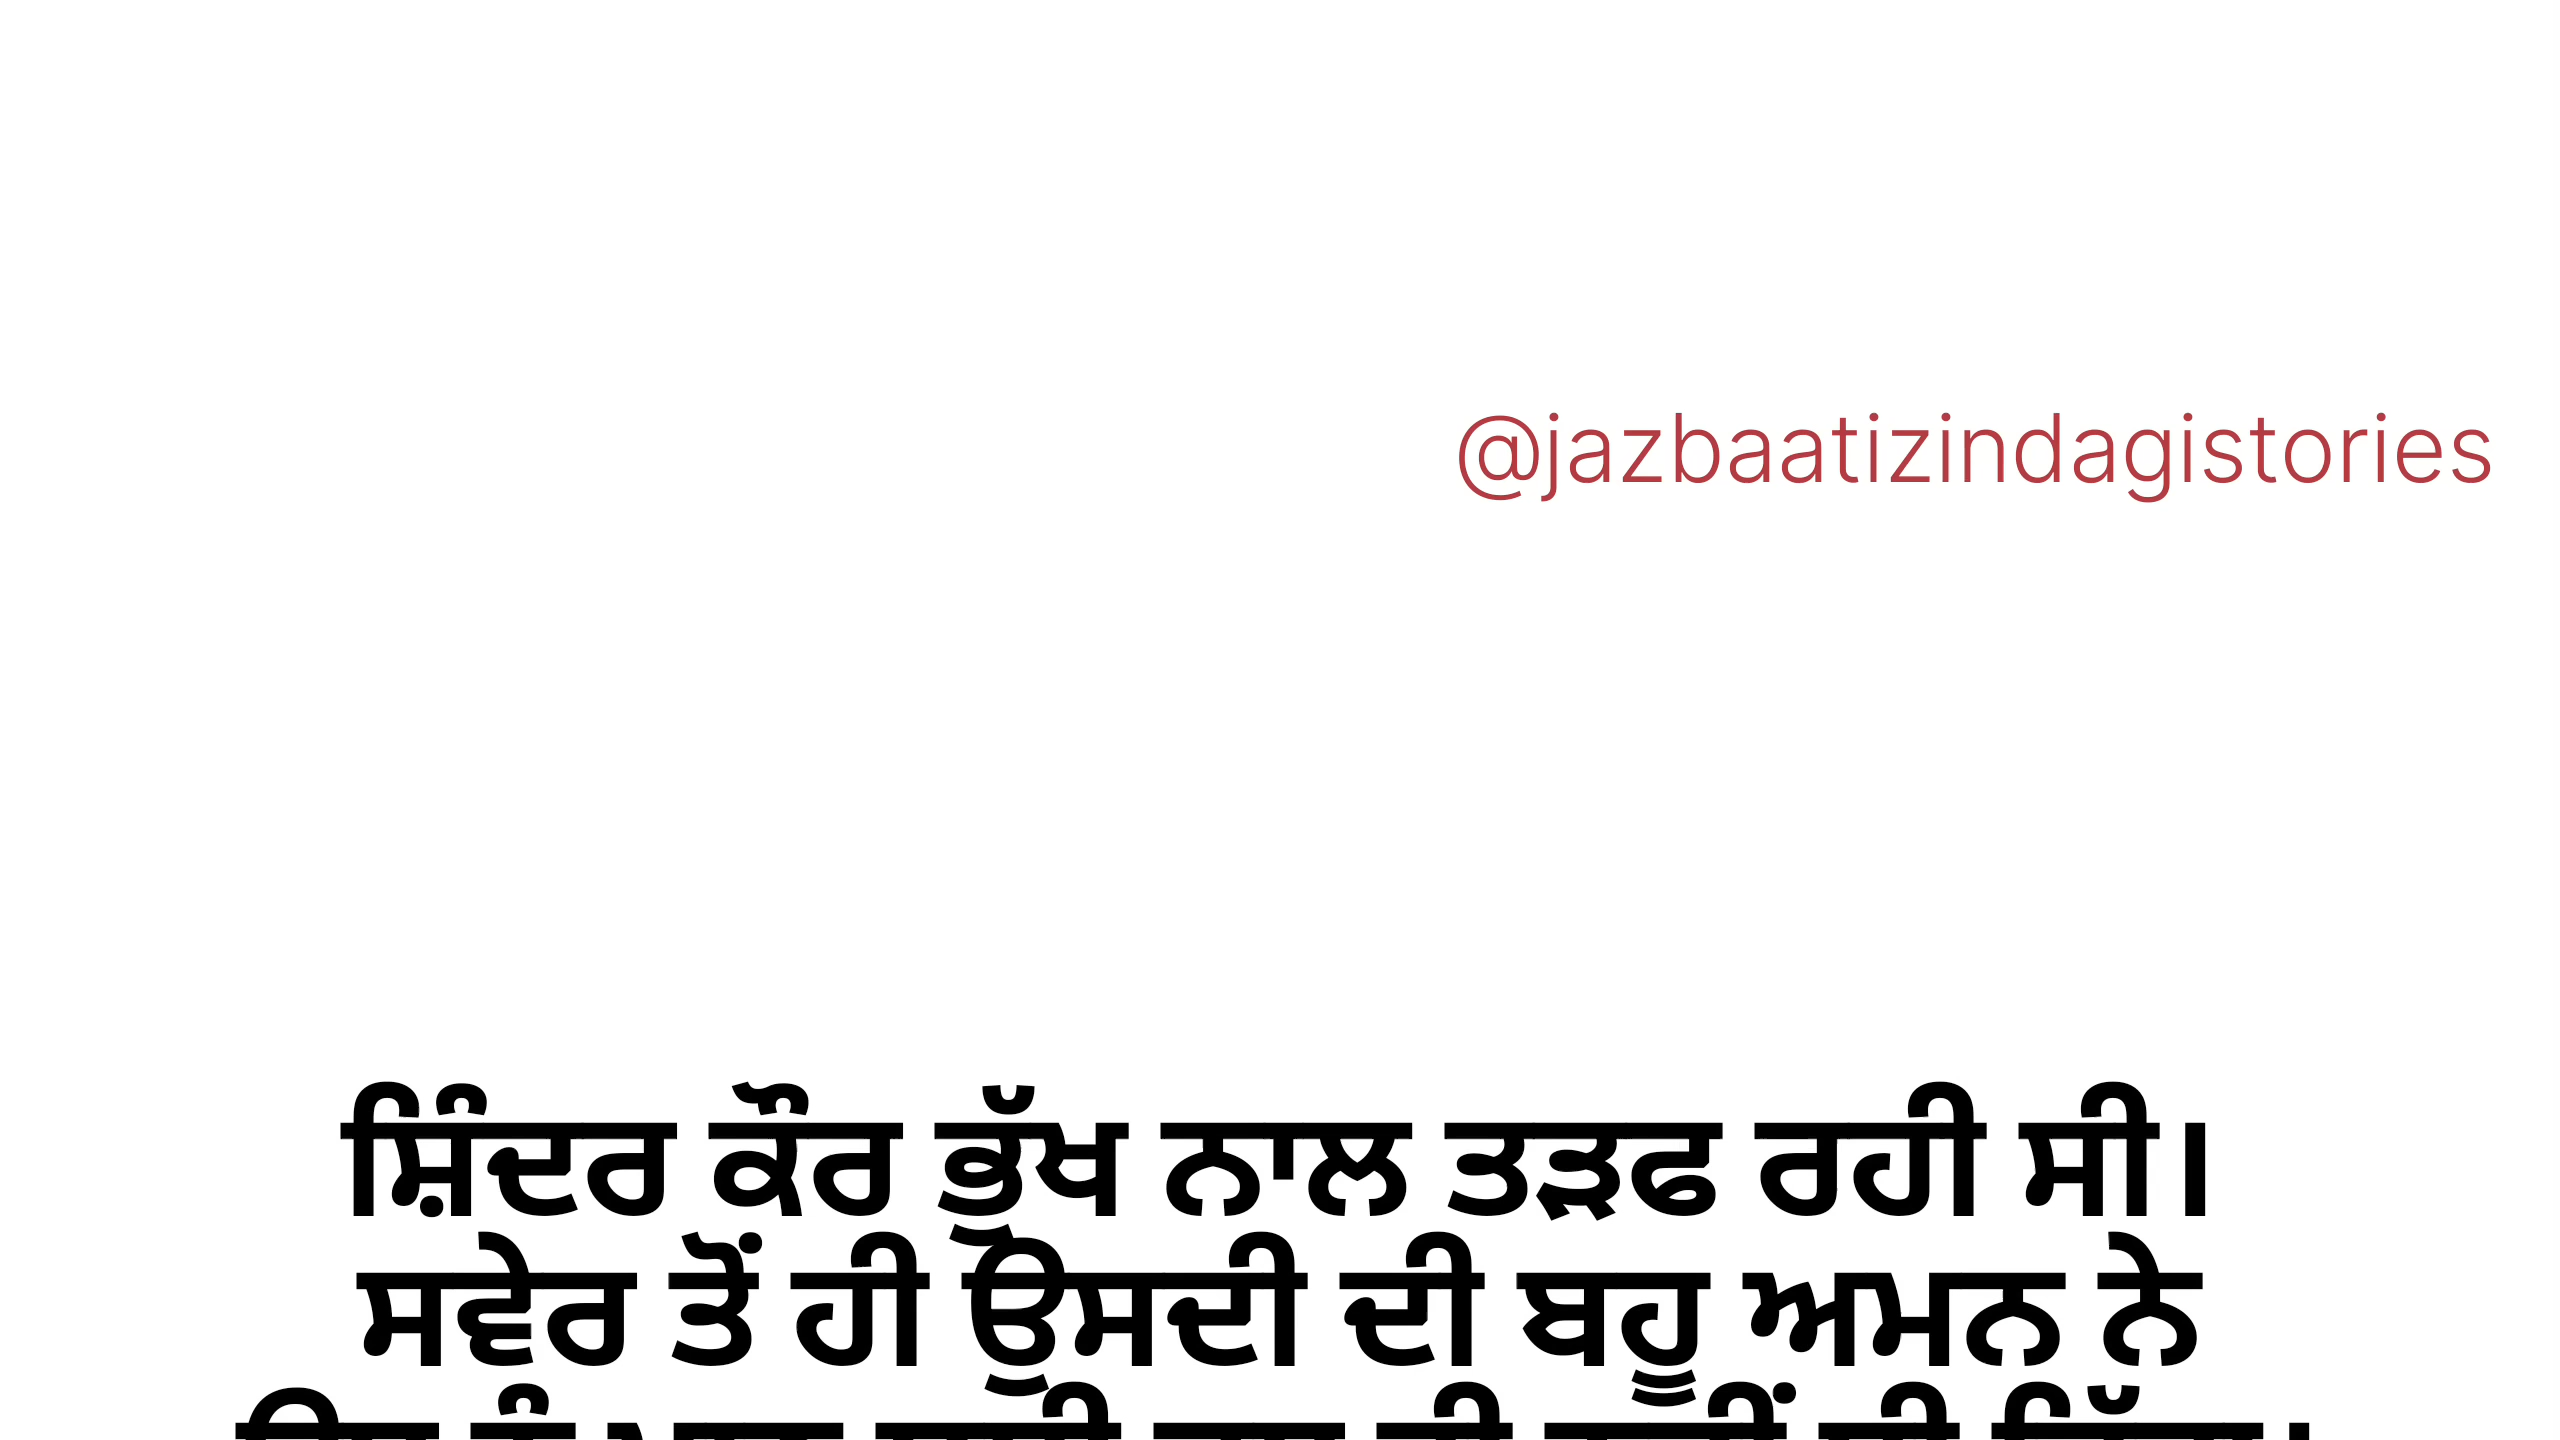 @jazbaatizindagistories
ਸ਼ਿੰਦਰ ਕੌਰ ਭੁੱਖ ਨਾਲ ਤੜਫ ਰਹੀ ਸੀ।
ਸਵੇਰ ਤੋਂ ਹੀ ਉਸਦੀ ਦੀ ਬਹੂ ਅਮਨ ਨੇ